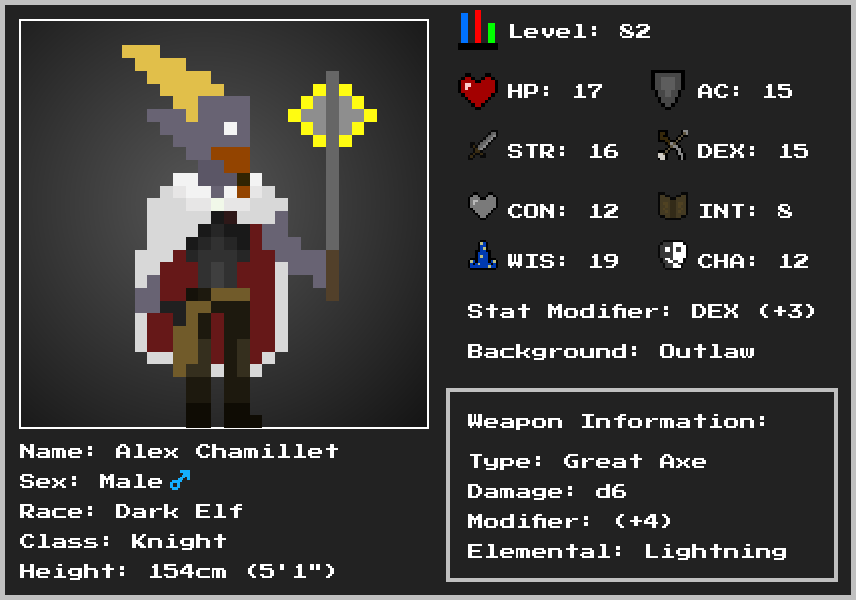 Level: 82
HP: 17 AC: 15
STR: 16 DEX: 15
CON: 12 INT: 8
WIS: 19 CHA: 12
Stat Modifier: DEX (+3)
Background: Outlaw
Weapon Information:
Type: Great Axe
Damage: d6
Modifier: (+4)
Elemental: Lightning
Name: Alex Chamillet
Sex: Male ♂
Race: Dark Elf
Class: Knight
Height: 154cm (5'1")